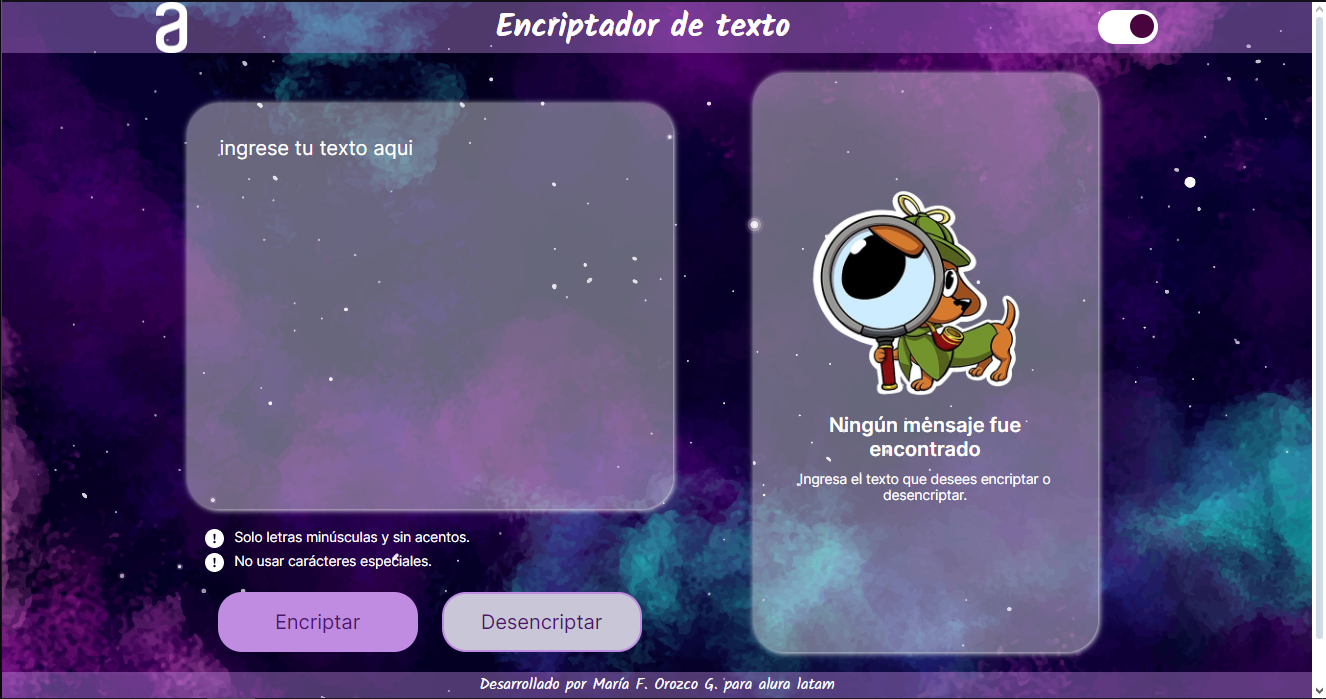 a
Encriptador de texto
ingrese tu texto aqui
Ningún mensaje fue
encontrado
Ingresa el texto que desees encriptar o
desencriptar.
! Solo letras minúsculas y sin acentos.
! No usar carácteres especiales.
Encriptar
Desencriptar
Desarrollado por María F. Orozco G. para alura latam